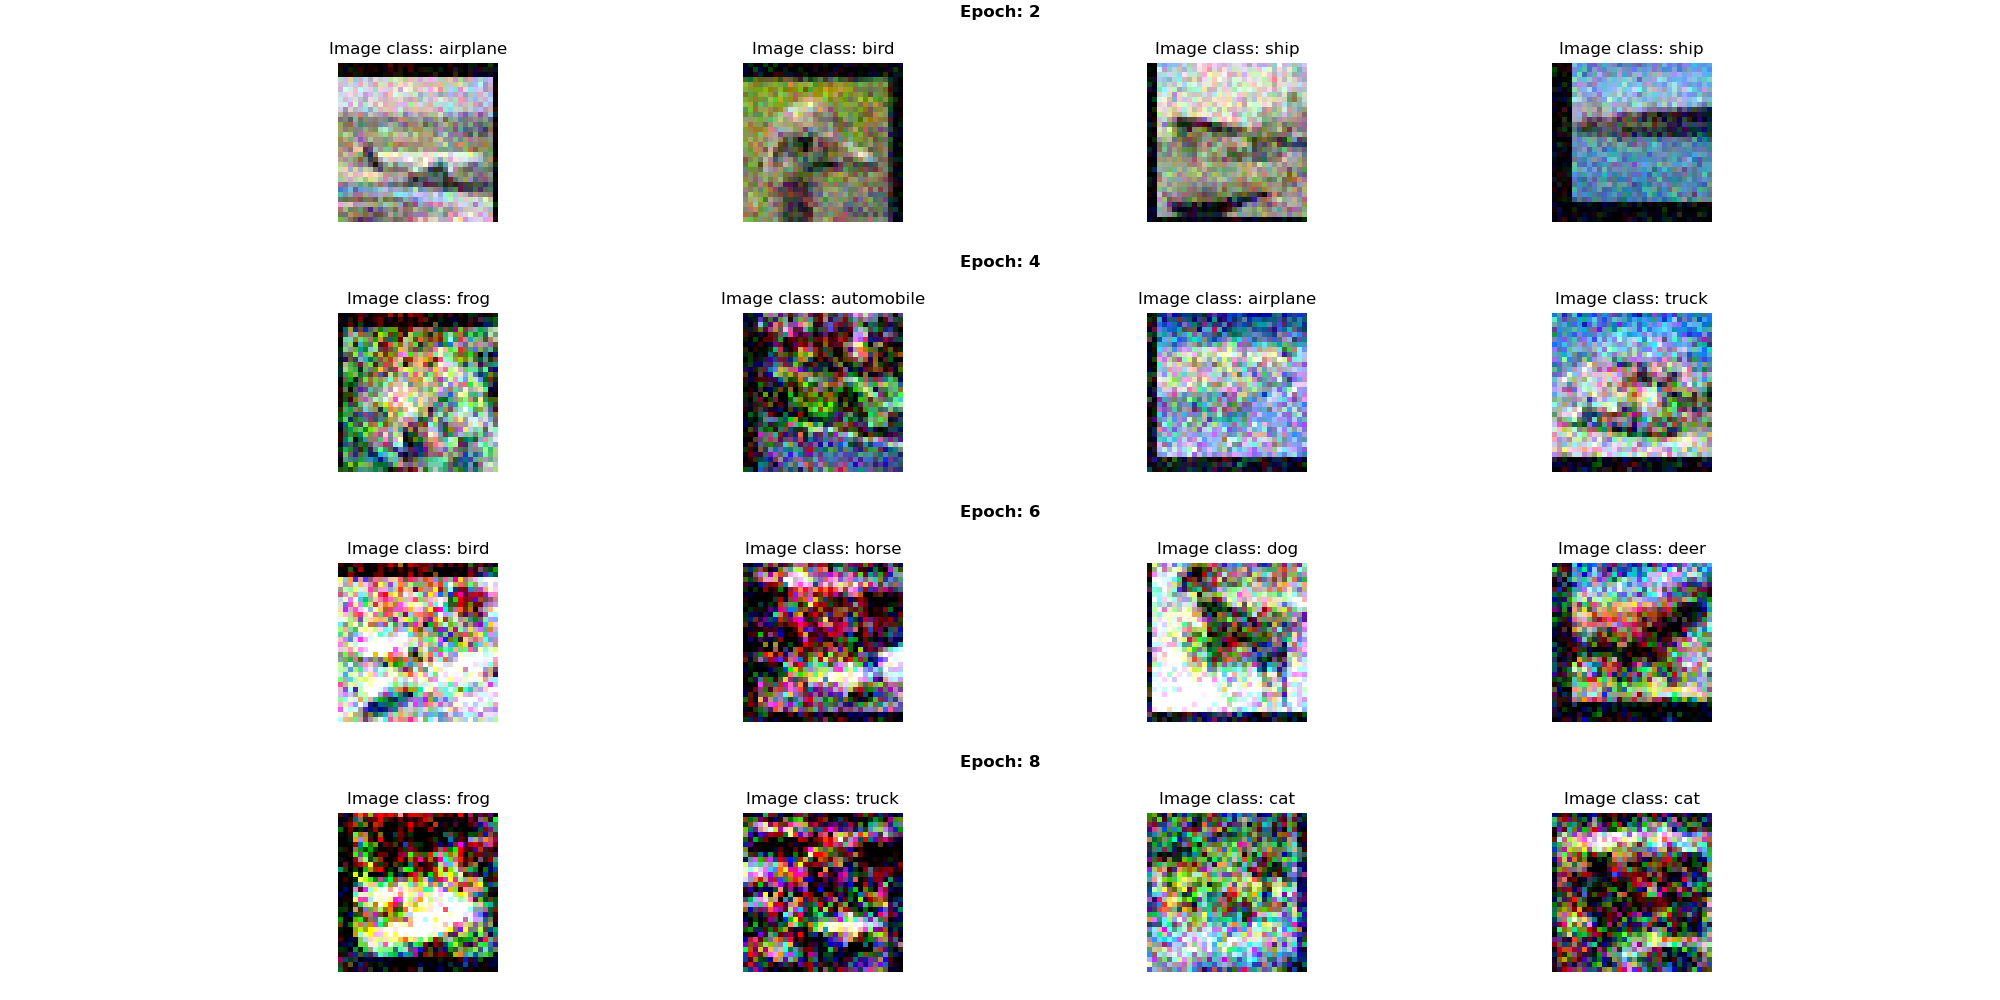 Epoch: 2
Image class: airplane
Image class: bird
Image class: ship
Image class: ship
Epoch: 4
Image class: frog
Image class: automobile
Image class: airplane
Image class: truck
Epoch: 6
Image class: bird
Image class: horse
Image class: dog
Image class: deer
Epoch: 8
Image class: frog
Image class: truck
Image class: cat
Image class: cat